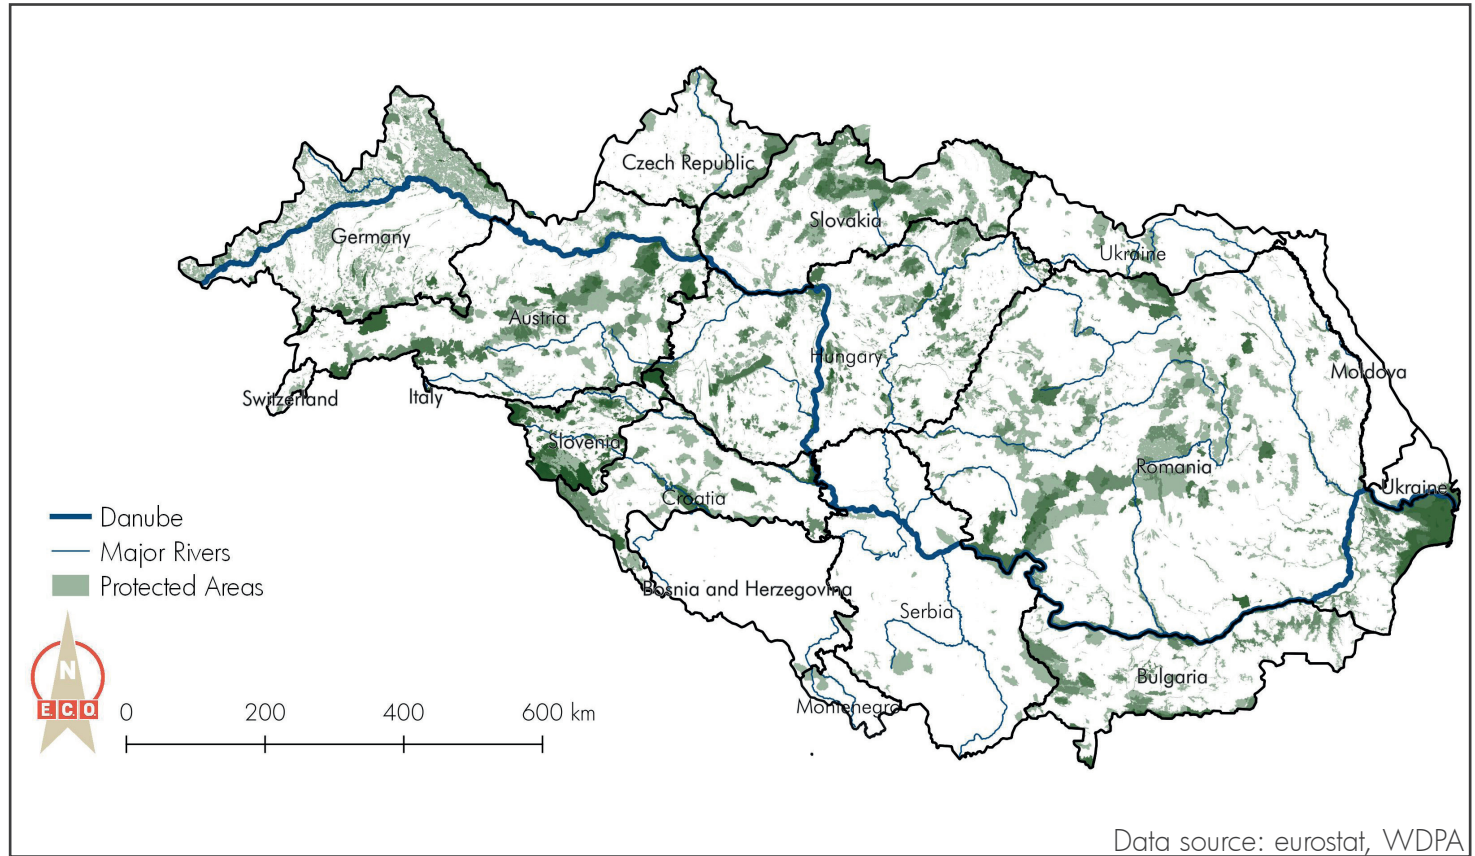 Czech Republic
Slovakia
Germany
Ukraine
Austria
Hungary
Moldova
Switzerland
Italy
Slovenia
Romania
Ukraine
Croatia
Danube
Major Rivers
Protected Areas
Bosnia and Herzegovina
Serbia
N
Bulgaria
E.C.O.
0 200 400 600 km
Montenegro
Data source: eurostat, WDPA